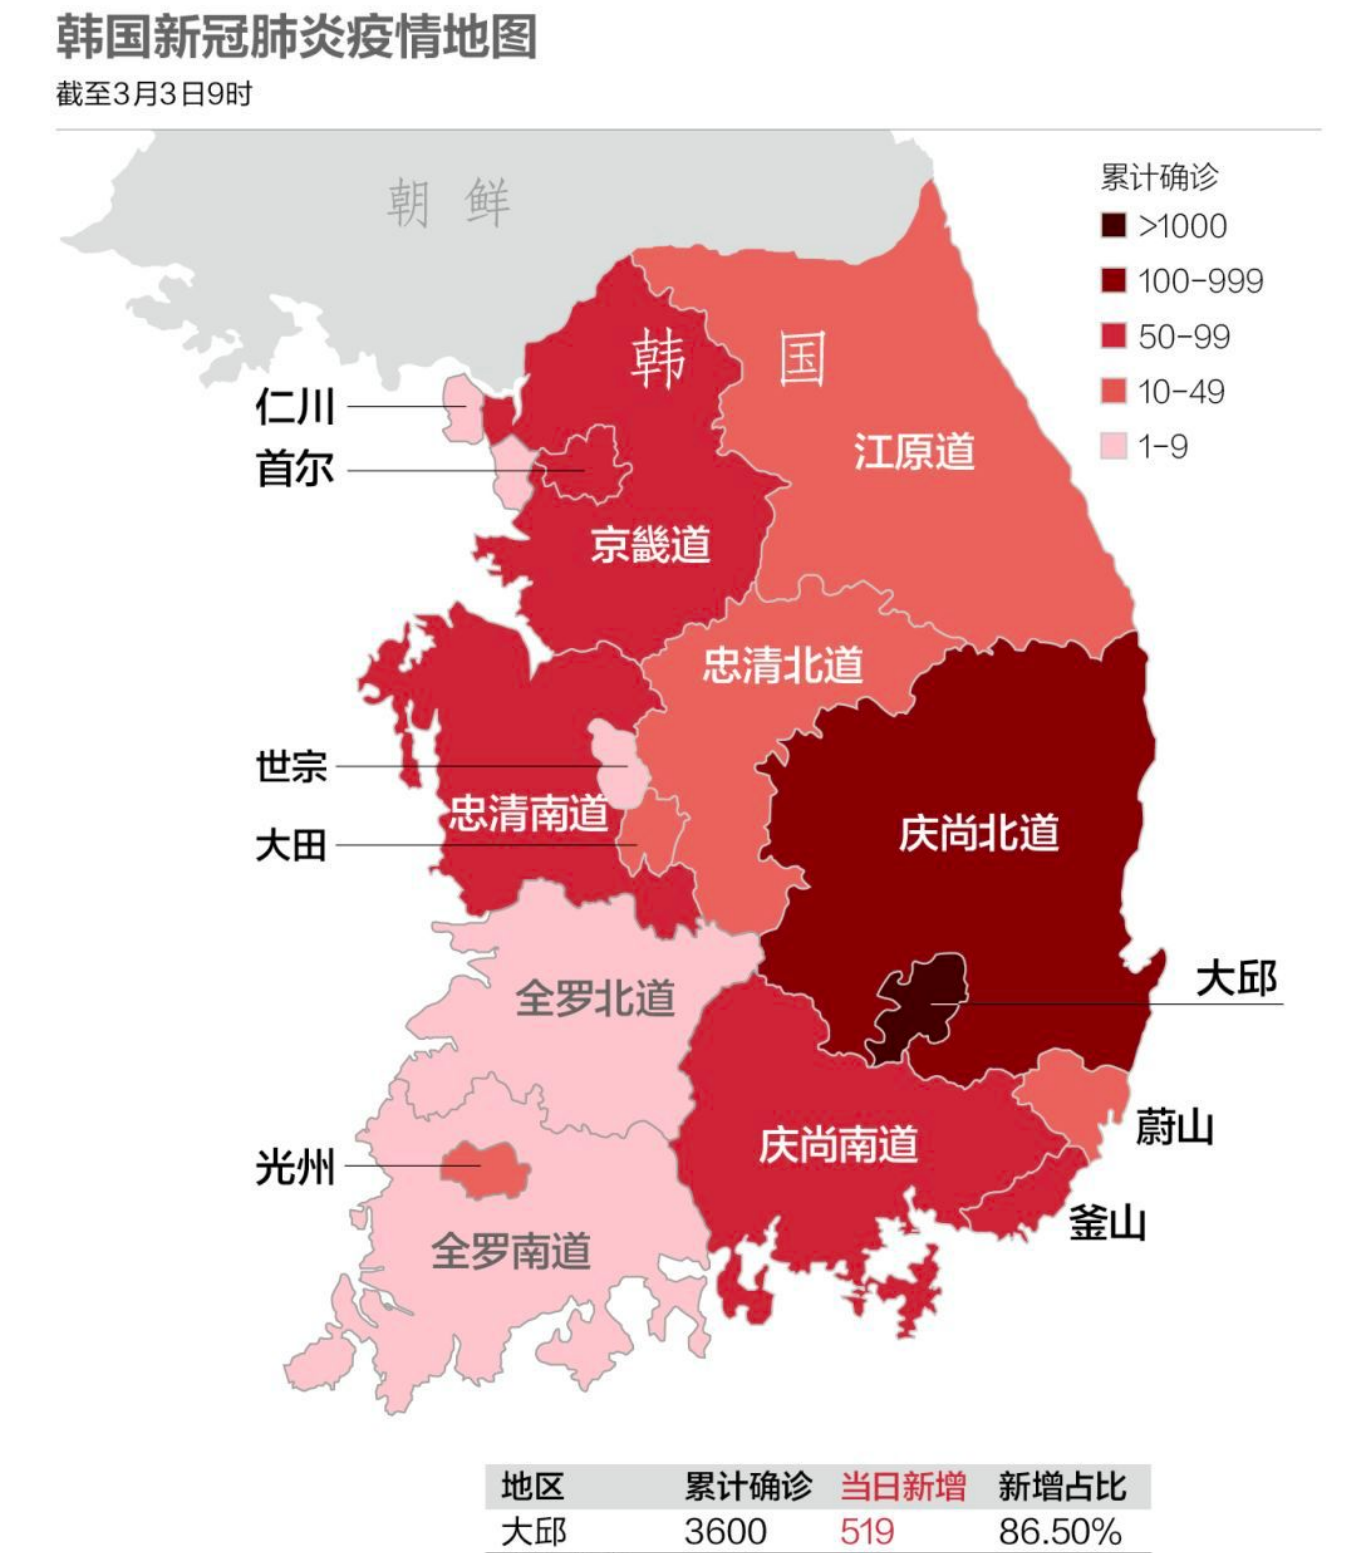 韩国新冠肺炎疫情地图
截至3月3日9时
朝鲜
累计确诊
>1000
100-999
50-99
10-49
1-9
韩国
仁川
首尔
江原道
京畿道
忠清北道
世宗
忠清南道
大田
庆尚北道
大邱
全罗北道
庆尚南道
蔚山
光州
釜山
全罗南道
地区 累计确诊 当日新增 新增占比
大邱 3600 519 86.50%